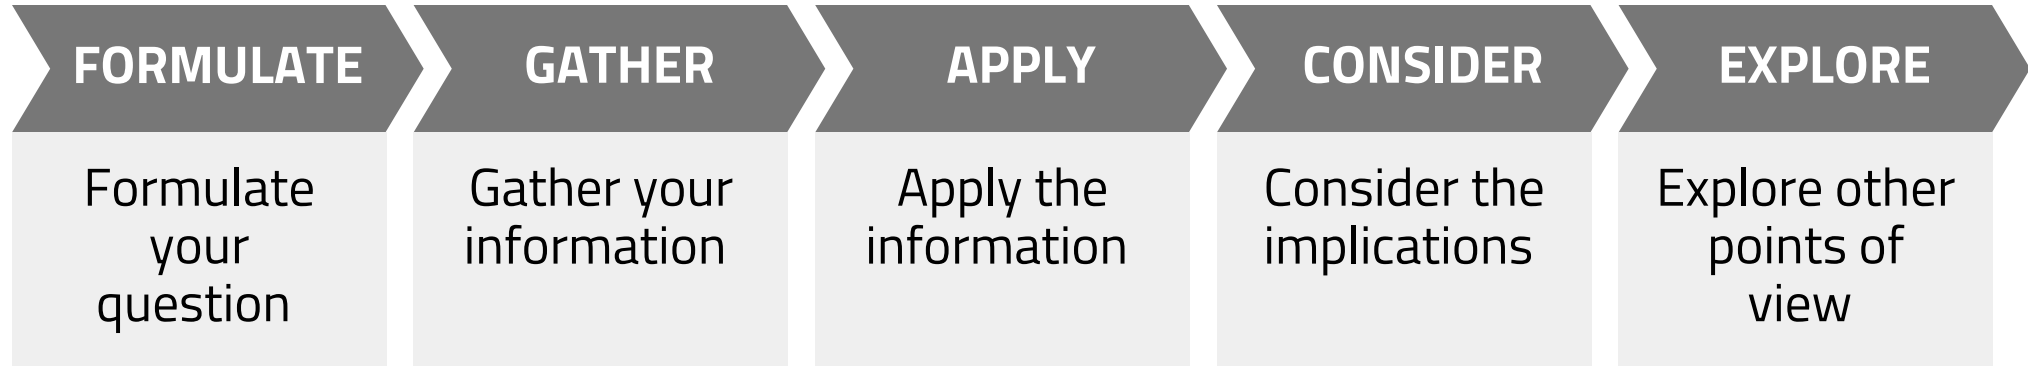 FORMULATE
Formulate
your
question
GATHER
Gather your
information
APPLY
Apply the
information
CONSIDER
Consider the
implications
EXPLORE
Explore other
points of
view